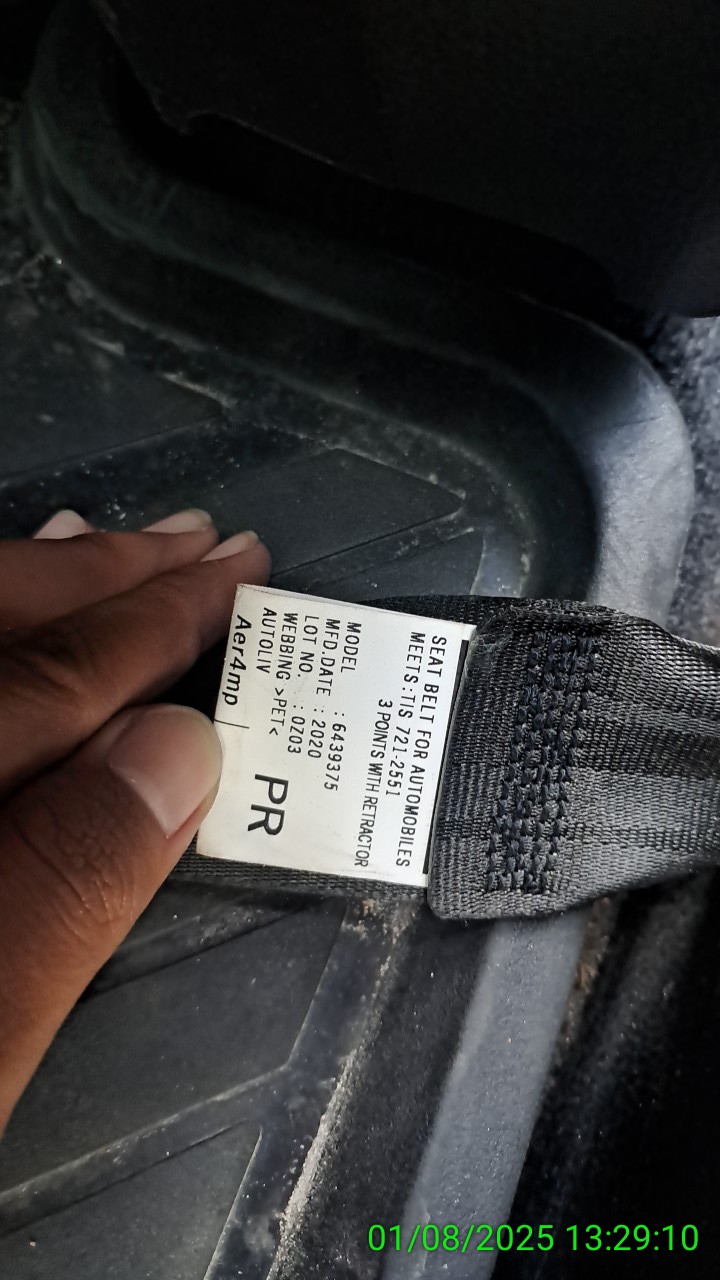 SEAT BELT FOR AUTOMOBILES
MEETS : TIS 721-2551
3 POINTS WITH RETRACTOR
MODEL : 6439375
MFD.DATE : 2020
LOT NO. : 0203
WEBBING >PET<
AUTOLIV
PR
Aer4mp
01/08/2025 13:29:10